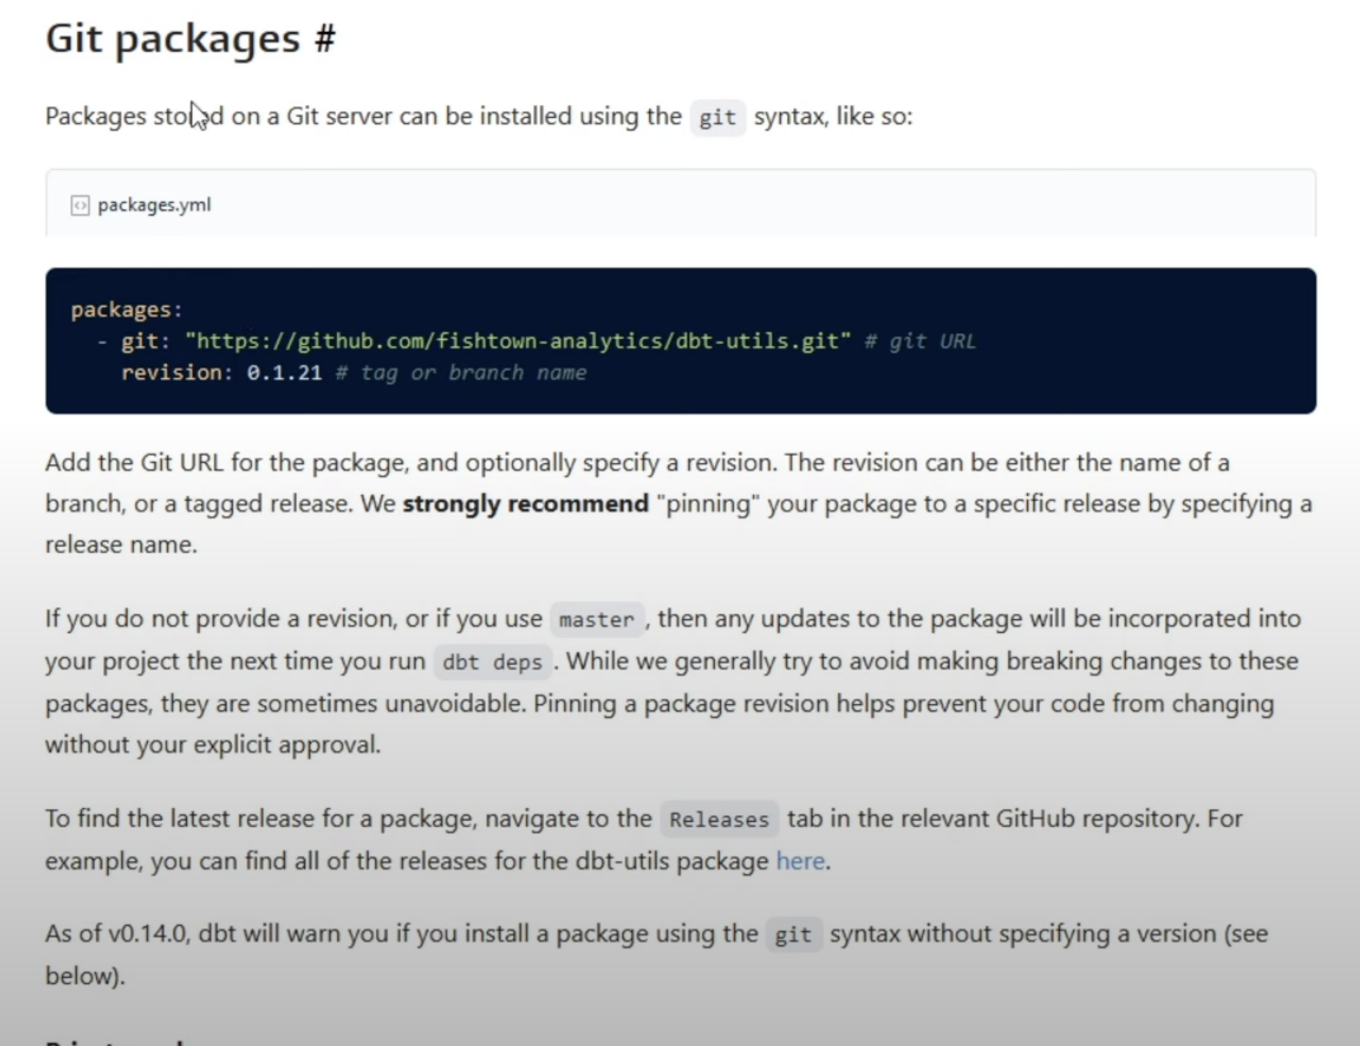 Git packages #
Packages stored on a Git server can be installed using the git syntax, like so:
packages.yml
packages:
  - git: "https://github.com/fishtown-analytics/dbt-utils.git" # git URL
    revision: 0.1.21 # tag or branch name
Add the Git URL for the package, and optionally specify a revision. The revision can be either the name of a
branch, or a tagged release. We strongly recommend "pinning" your package to a specific release by specifying a
release name.
If you do not provide a revision, or if you use master , then any updates to the package will be incorporated into
your project the next time you run dbt deps . While we generally try to avoid making breaking changes to these
packages, they are sometimes unavoidable. Pinning a package revision helps prevent your code from changing
without your explicit approval.
To find the latest release for a package, navigate to the Releases tab in the relevant GitHub repository. For
example, you can find all of the releases for the dbt-utils package here.
As of v0.14.0, dbt will warn you if you install a package using the git syntax without specifying a version (see
below).